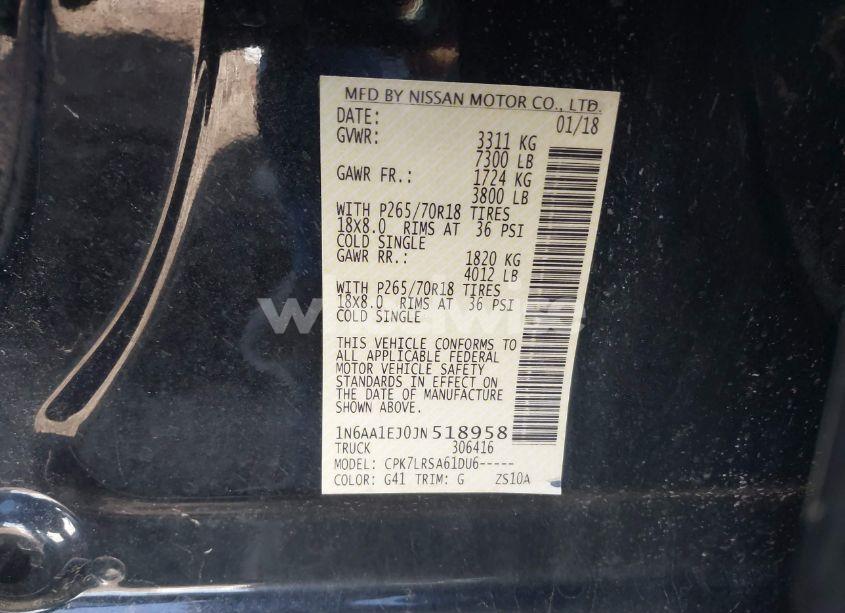 MFD BY NISSAN MOTOR CO., LTD.
DATE: 01/18
GVWR: 3311 KG
7300 LB
GAWR FR.: 1724 KG
3800 LB
WITH P265/70R18 TIRES
18X8.0 RIMS AT 36 PSI
COLD SINGLE
GAWR RR.: 1820 KG
4012 LB
WITH P265/70R18 TIRES
18X8.0 RIMS AT 36 PSI
COLD SINGLE
THIS VEHICLE CONFORMS TO
ALL APPLICABLE FEDERAL
MOTOR VEHICLE SAFETY
STANDARDS IN EFFECT ON
THE DATE OF MANUFACTURE
SHOWN ABOVE.
1N6AA1EJ0JN518958
TRUCK 306416
MODEL: CPK7LRSA61DU6-----
COLOR: G41 TRIM: G ZS10A